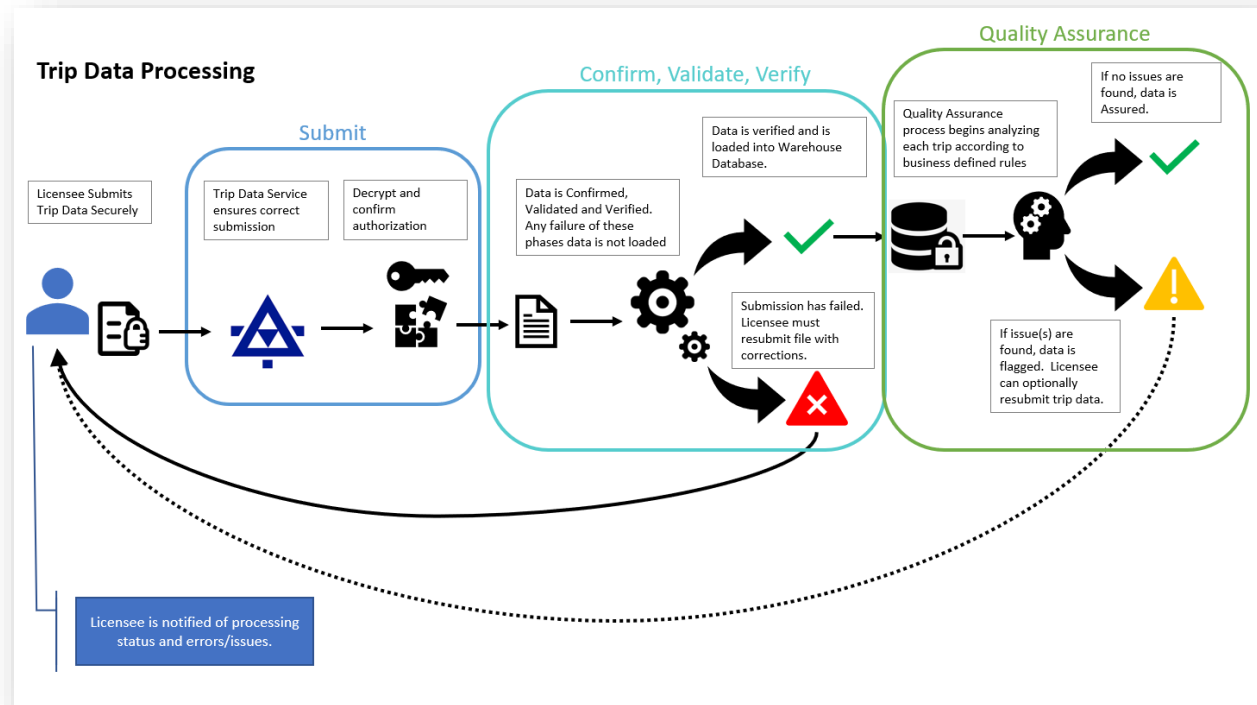 Quality Assurance
Trip Data Processing
Confirm, Validate, Verify
If no issues are
found, data is
Assured.
Submit
Data is verified and is
loaded into Warehouse
Database.
Quality Assurance
process begins analyzing
each trip according to
business defined rules
Licensee Submits
Trip Data Securely
Trip Data Service
ensures correct
submission
Decrypt and
confirm
authorization
Data is Confirmed,
Validated and Verified.
Any failure of these
phases data is not loaded
Submission has failed.
Licensee must
resubmit file with
corrections.
If issue(s) are
found, data is
flagged.  Licensee
can optionally
resubmit trip data.
Licensee is notified of processing
status and errors/issues.